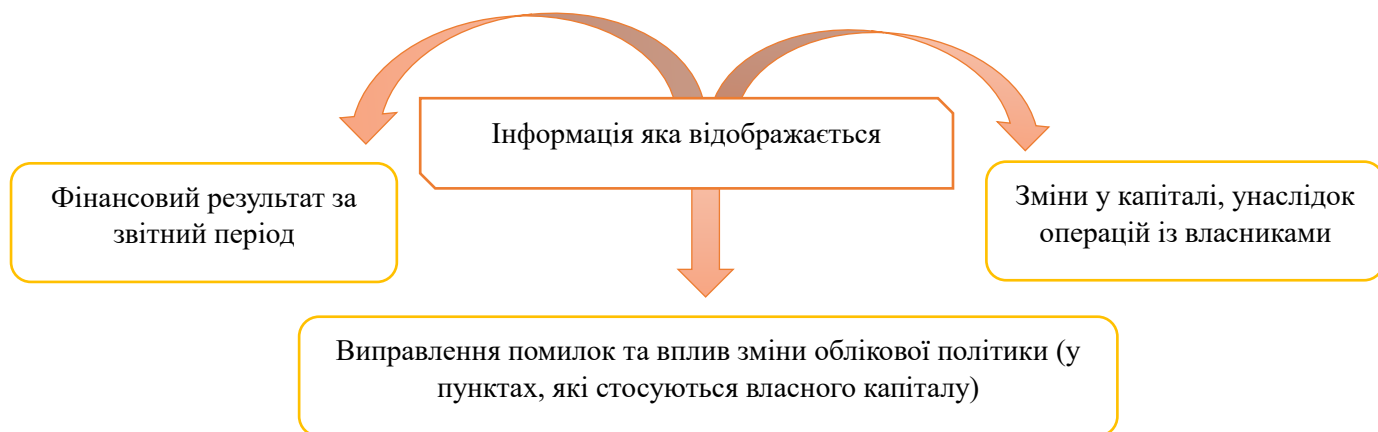 Інформація яка відображається
Фінансовий результат за
звітний період
Зміни у капіталі, унаслідок
операцій із власниками
Виправлення помилок та вплив зміни облікової політики (у
пунктах, які стосуються власного капіталу)